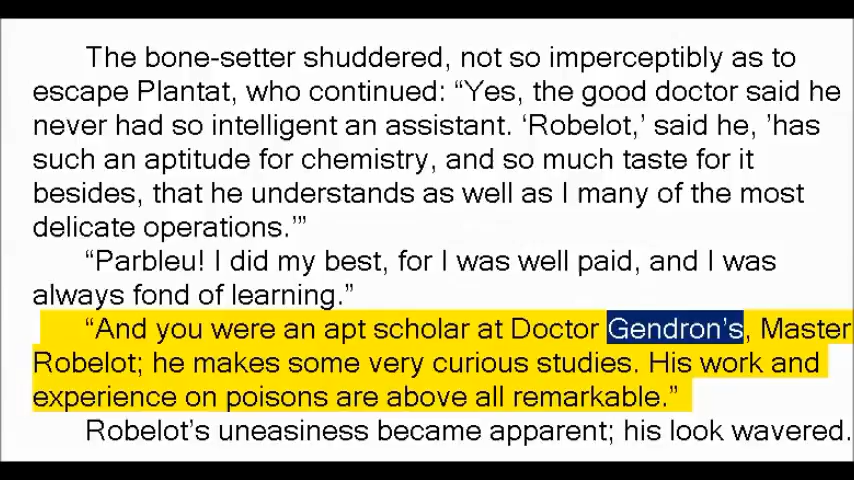 The bone-setter shuddered, not so imperceptibly as to
escape Plantat, who continued: “Yes, the good doctor said he
never had so intelligent an assistant. ‘Robelot,’ said he, ’has
such an aptitude for chemistry, and so much taste for it
besides, that he understands as well as I many of the most
delicate operations.’”
“Parbleu! I did my best, for I was well paid, and I was
always fond of learning.”
“And you were an apt scholar at Doctor Gendron’s, Master
Robelot; he makes some very curious studies. His work and
experience on poisons are above all remarkable.”
Robelot’s uneasiness became apparent; his look wavered.